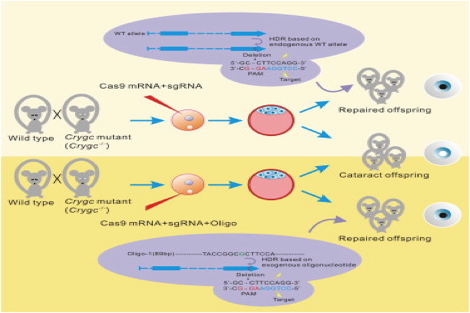 WT allele
HDR based on
endogenous WT allele
Deletion
5'-GC-CTTCCAGG-3'
3'-CG-GAAGGTCC-5'
PAM
Target
Cas9 mRNA+sgRNA
Repaired offspring
Wild type
X
Crygc mutant
(Crygc-/-)
Cataract offspring
Wild type
X
Crygc mutant
(Crygc-/-)
Cas9 mRNA+sgRNA+Oligo
Repaired offspring
Oligo-1(89bp)-------TACCGGCGCTTCCA----------
HDR based on
exogenous oligonucleotide
Deletion
5'-GC-CTTCCAGG-3'
3'-CG-GAAGGTCC-5'
PAM
Target